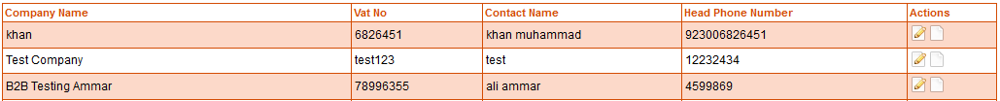 Company Name Vat No Contact Name Head Phone Number Actions
khan 6826451 khan muhammad 923006826451
Test Company test123 test 12232434
B2B Testing Ammar 78996355 ali ammar 4599869